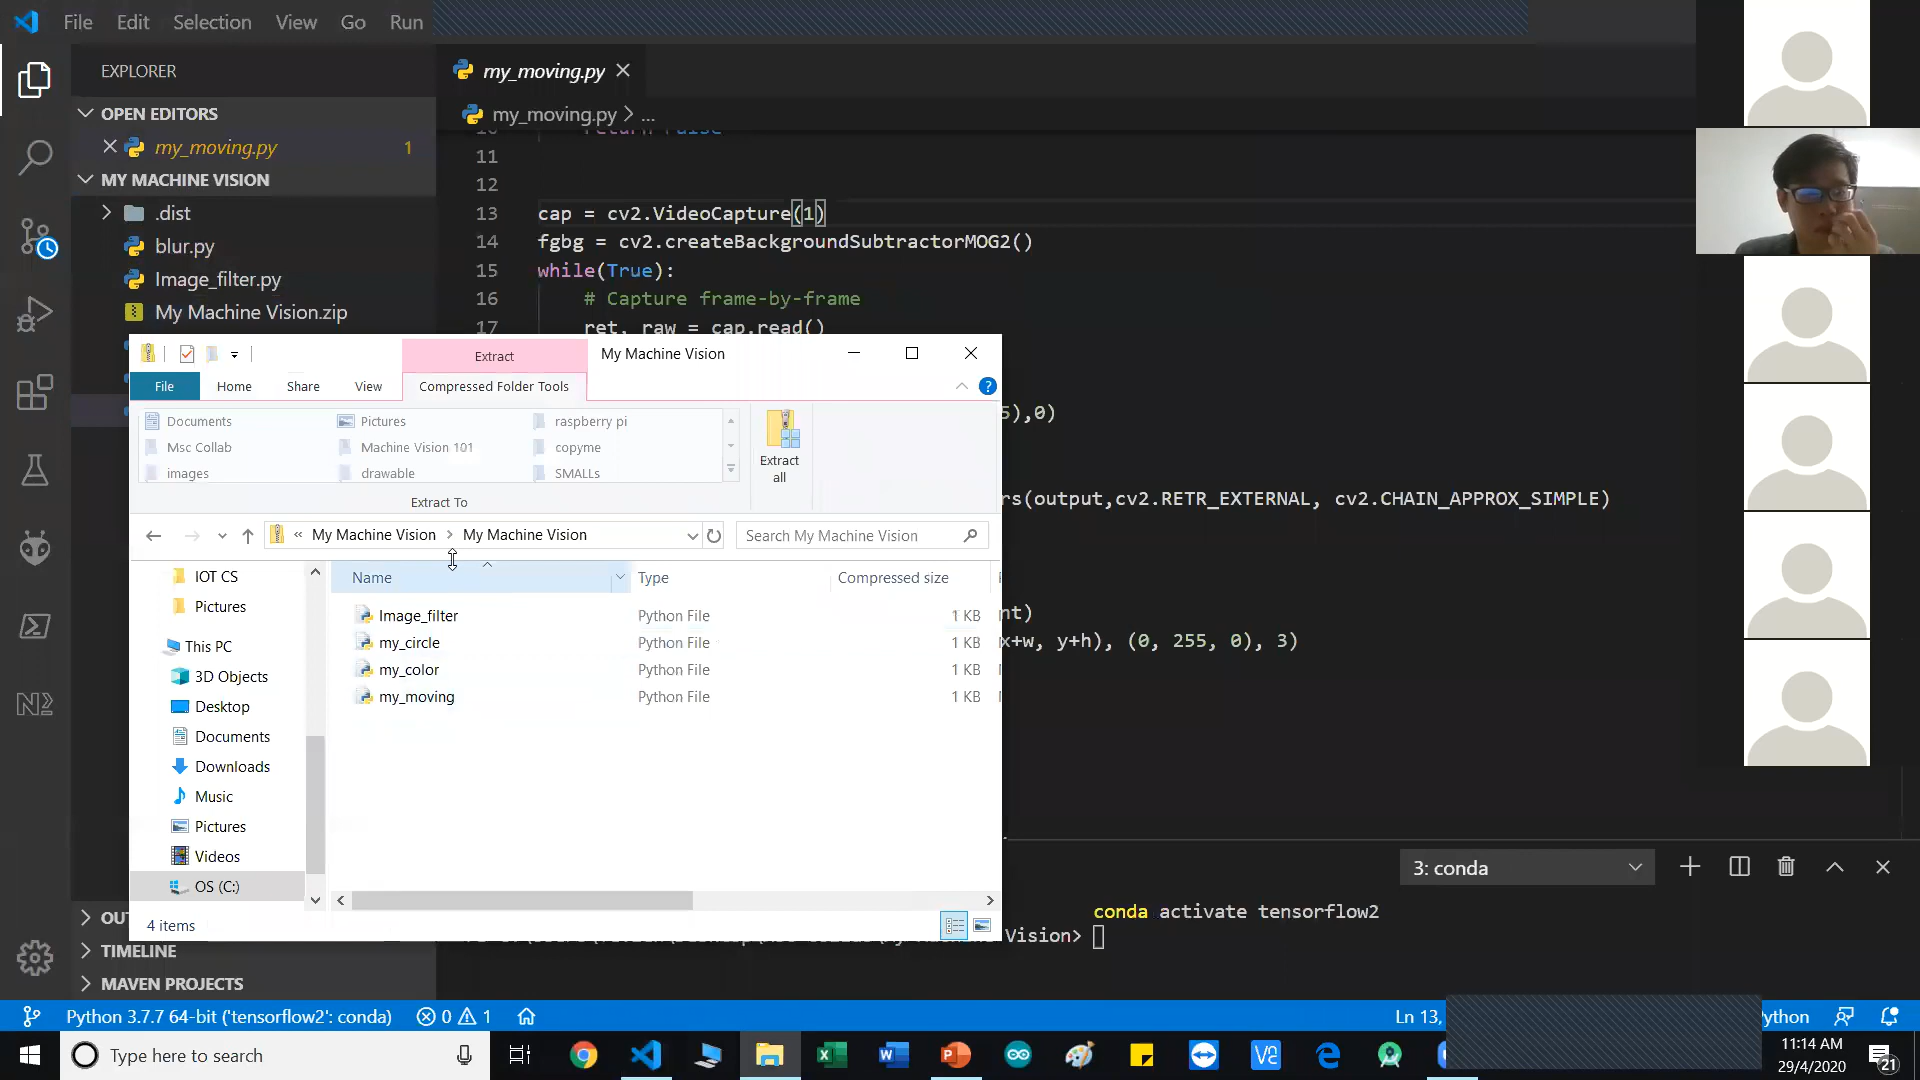 File Edit Selection View Go Run
EXPLORER
OPEN EDITORS
my_moving.py 1
MY MACHINE VISION
.dist
blur.py
Image_filter.py
My Machine Vision.zip
my_moving.py
my_moving.py > ...
11
12
13 cap = cv2.VideoCapture(1)
14 fgbg = cv2.createBackgroundSubtractorMOG2()
15 while(True):
16 # Capture frame-by-frame
17 ret, raw = cap.read()
),0)
rs(output,cv2.RETR_EXTERNAL, cv2.CHAIN_APPROX_SIMPLE)
nt)
x+w, y+h), (0, 255, 0), 3)
Extract
My Machine Vision
File Home Share View Compressed Folder Tools
Documents Pictures raspberry pi
Msc Collab Machine Vision 101 copyme
images drawable SMALLs
Extract all
Extract To
« My Machine Vision > My Machine Vision
Search My Machine Vision
IOT CS
Pictures
This PC
3D Objects
Desktop
Documents
Downloads
Music
Pictures
Videos
OS (C:)
Name Type Compressed size
Image_filter Python File 1 KB
my_circle Python File 1 KB
my_color Python File 1 KB
my_moving Python File 1 KB
4 items
OU
TIMELINE
MAVEN PROJECTS
3: conda
conda activate tensorflow2
Vision>
Python 3.7.7 64-bit ('tensorflow2': conda) 0 1
Ln 13,
ython
Type here to search
11:14 AM
29/4/2020
21